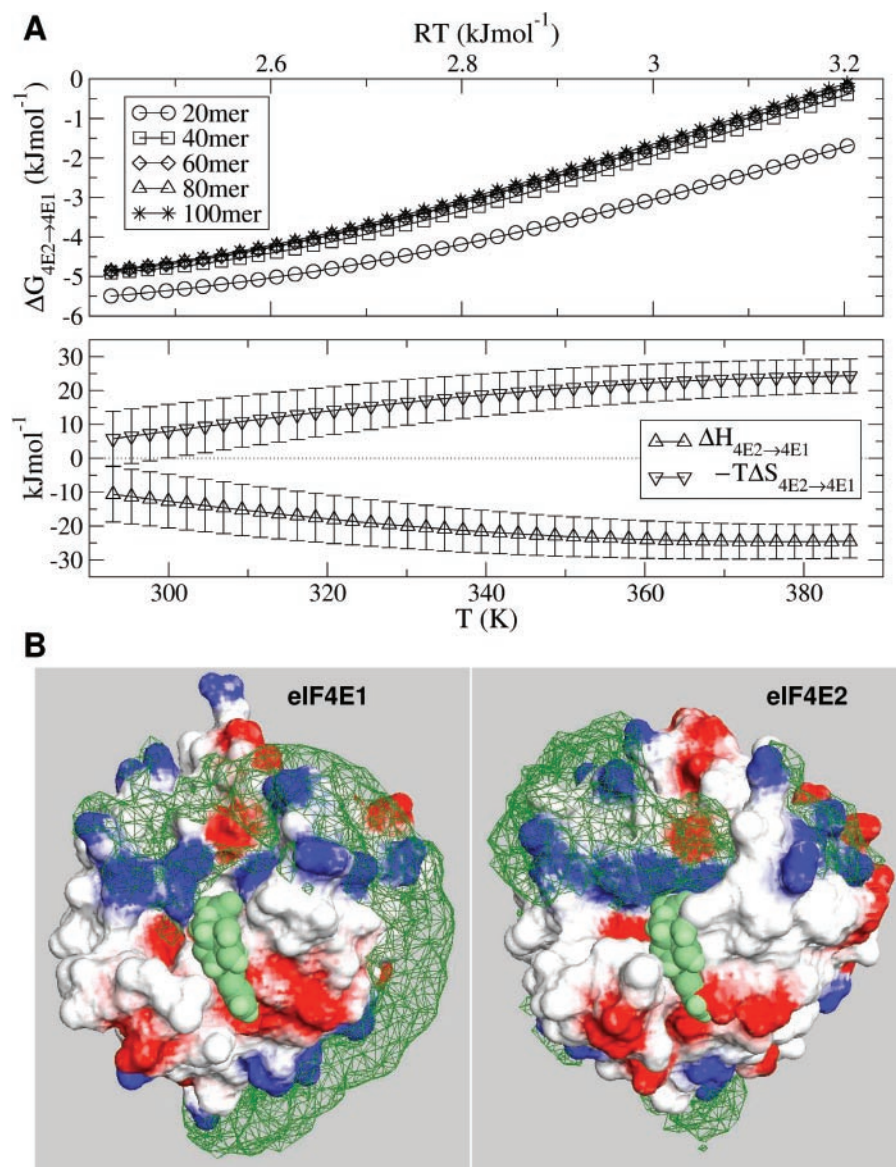 A
RT (kJmol⁻¹)
2.6 2.8 3 3.2
ΔG₄E2→4E1 (kJmol⁻¹)
0
-1
-2
-3
-4
-5
-6
20mer
40mer
60mer
80mer
100mer
kJmol⁻¹
30
20
10
0
-10
-20
-30
ΔH₄E2→4E1
−TΔS₄E2→4E1
300 320 340 360 380
T (K)
B
eIF4E1
eIF4E2